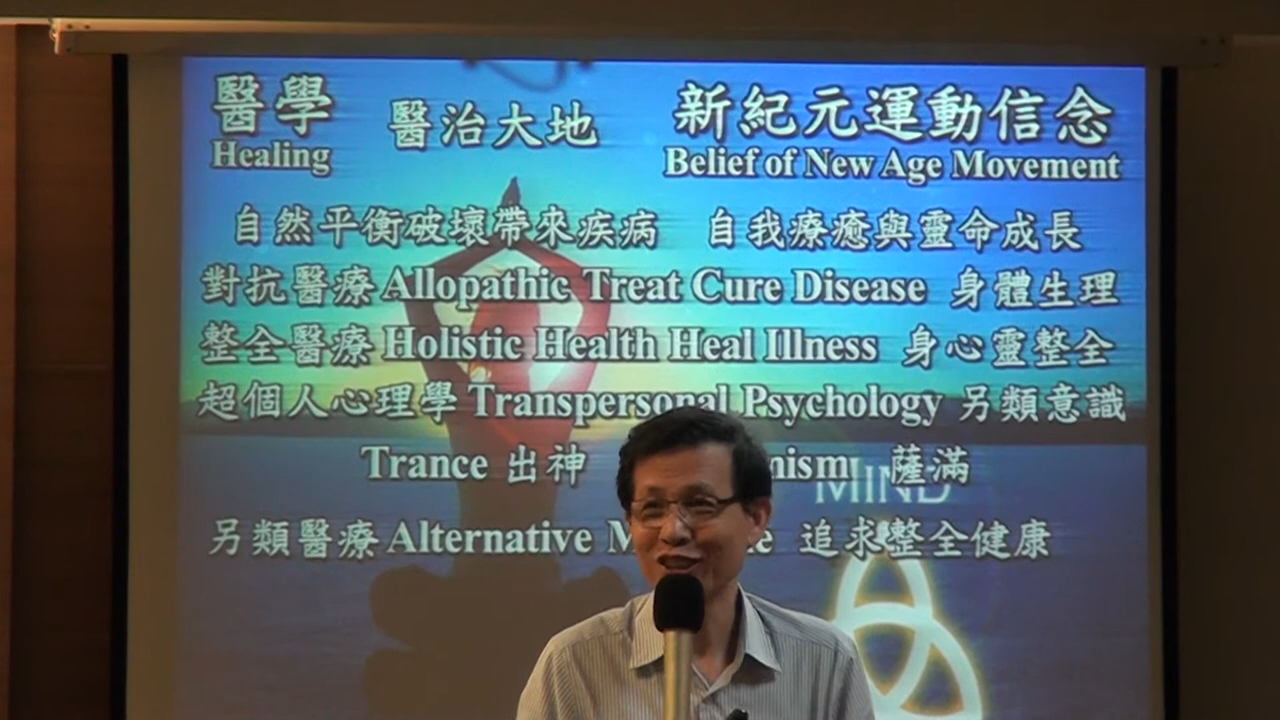 醫學 醫治大地 新紀元運動信念
Healing Belief of New Age Movement
自然平衡破壞帶來疾病 自我療癒與靈命成長
對抗醫療 Allopathic Treat Cure Disease 身體生理
整全醫療 Holistic Health Heal Illness 身心靈整全
超個人心理學 Transpersonal Psychology 另類意識
Trance 出神 nism 薩滿
MIND
另類醫療 Alternative M e 追求整全健康